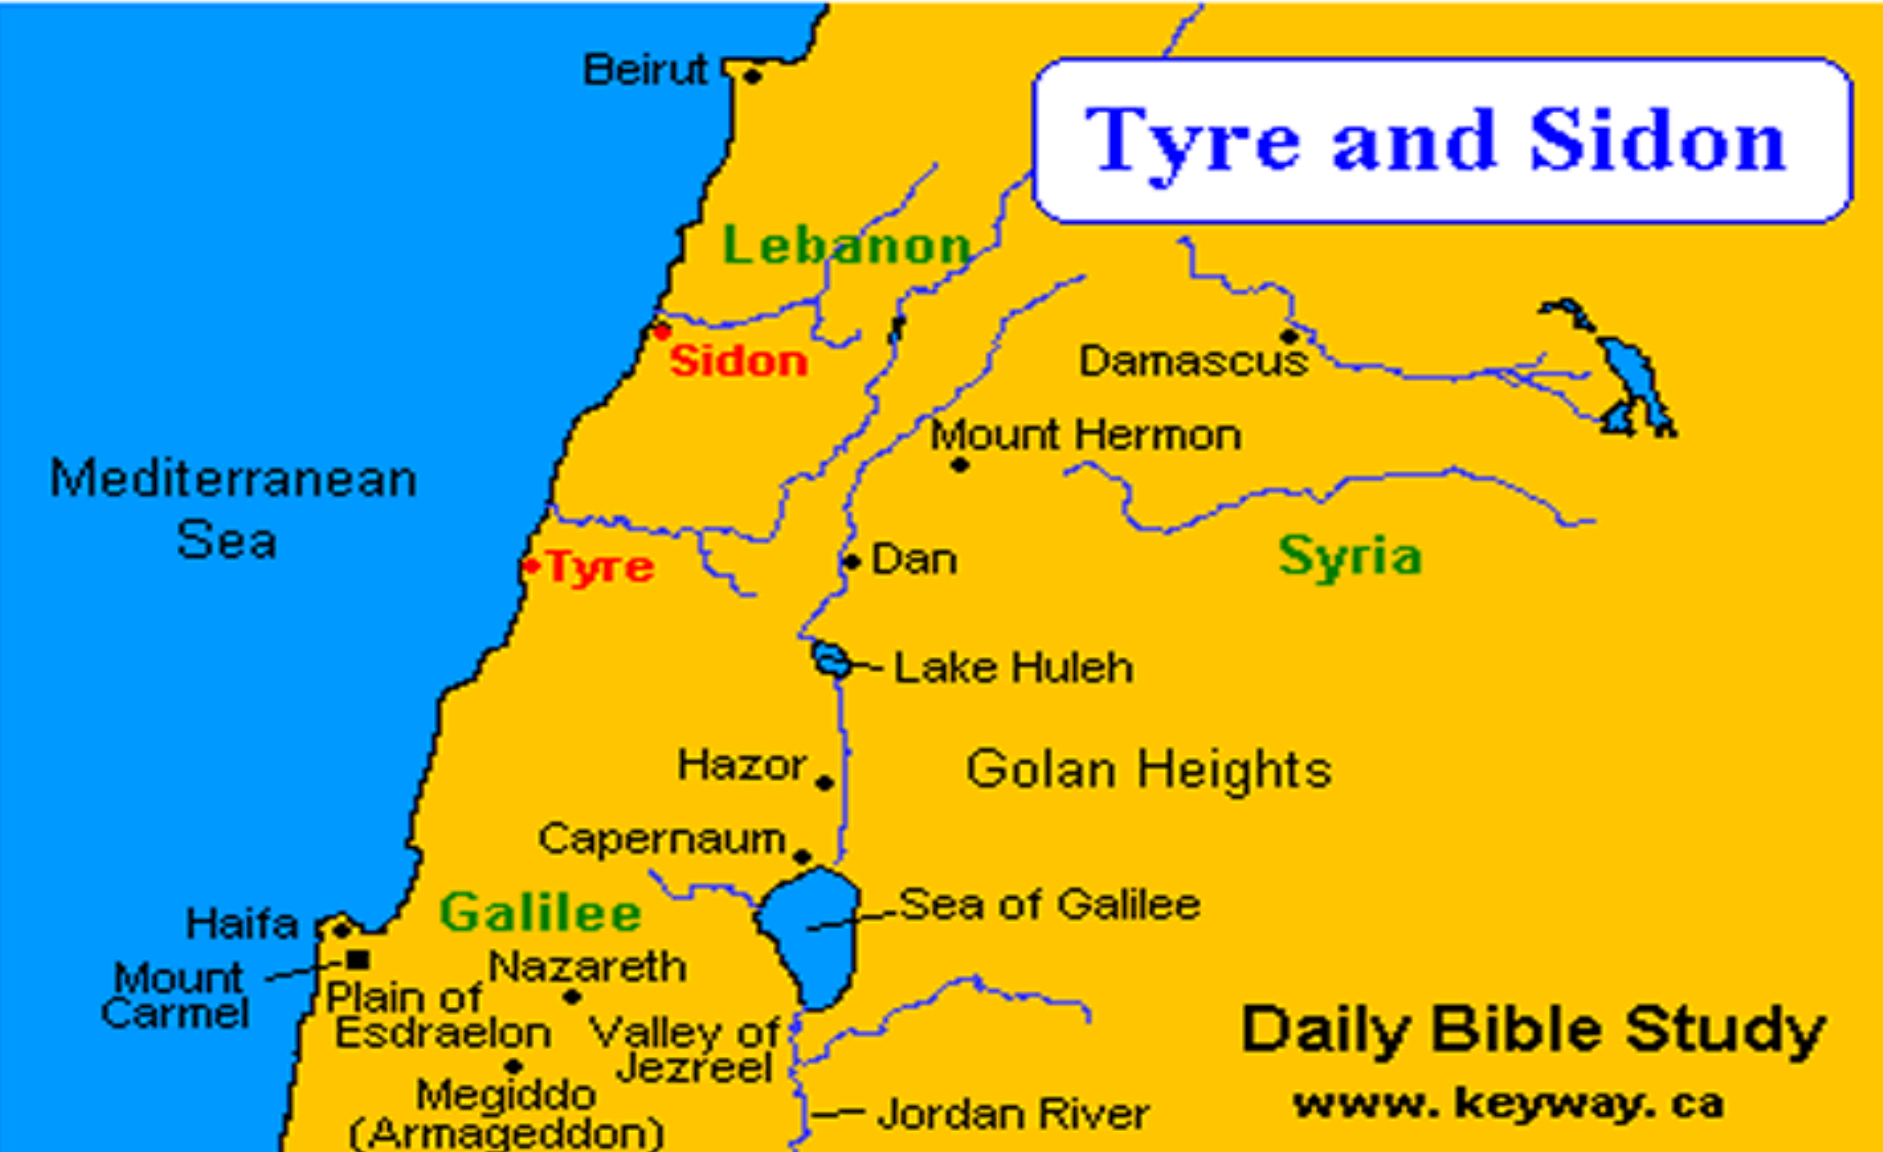 Beirut
Tyre and Sidon
Lebanon
Sidon
Damascus
Mount Hermon
Mediterranean
Sea
Syria
Tyre
Dan
Lake Huleh
Hazor
Golan Heights
Capernaum
Sea of Galilee
Galilee
Haifa
Nazareth
Mount
Carmel
Plain of
Esdraelon
Valley of
Jezreel
Megiddo
(Armageddon)
Jordan River
Daily Bible Study
www.keyway.ca